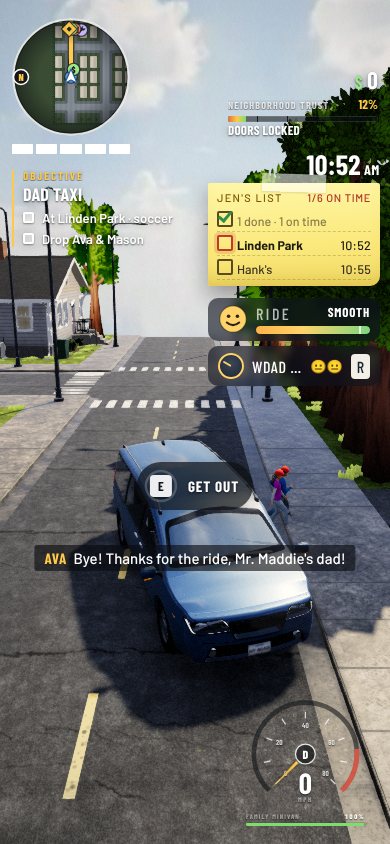 N
$ 0
NEIGHBORHOOD TRUST 12%
DOORS LOCKED
10:52 AM
OBJECTIVE
DAD TAXI
At Linden Park · soccer
Drop Ava & Mason
JEN'S LIST 1/6 ON TIME
1 done · 1 on time
Linden Park 10:52
Hank's 10:55
RIDE SMOOTH
WDAD ... R
E GET OUT
AVA Bye! Thanks for the ride, Mr. Maddie's dad!
40
20 60
D
80
0
MPH
FAMILY MINIVAN 100%